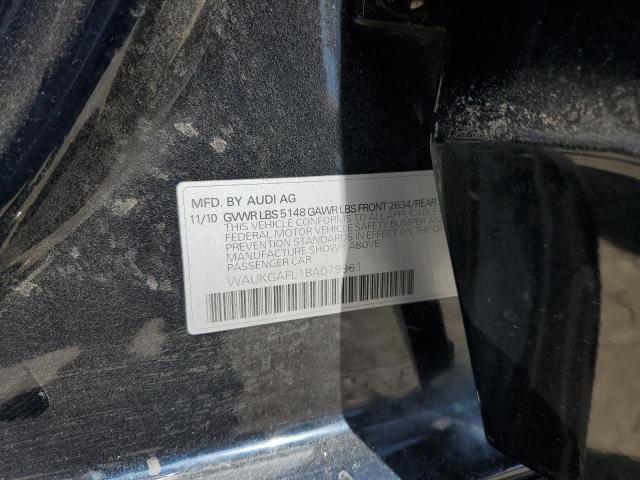 MFD. BY AUDI AG
11/10 GVWR LBS 5148 GAWR LBS FRONT 2634/REAR
THIS VEHICLE CONFORMS TO ALL APPLICABLE
FEDERAL MOTOR VEHICLE SAFETY BUMPER AND
PREVENTION STANDARDS IN EFFECT ON THE DA
MANUFACTURE SHOWN ABOVE
PASSENGER CAR
WAUKGAFL1BA079961